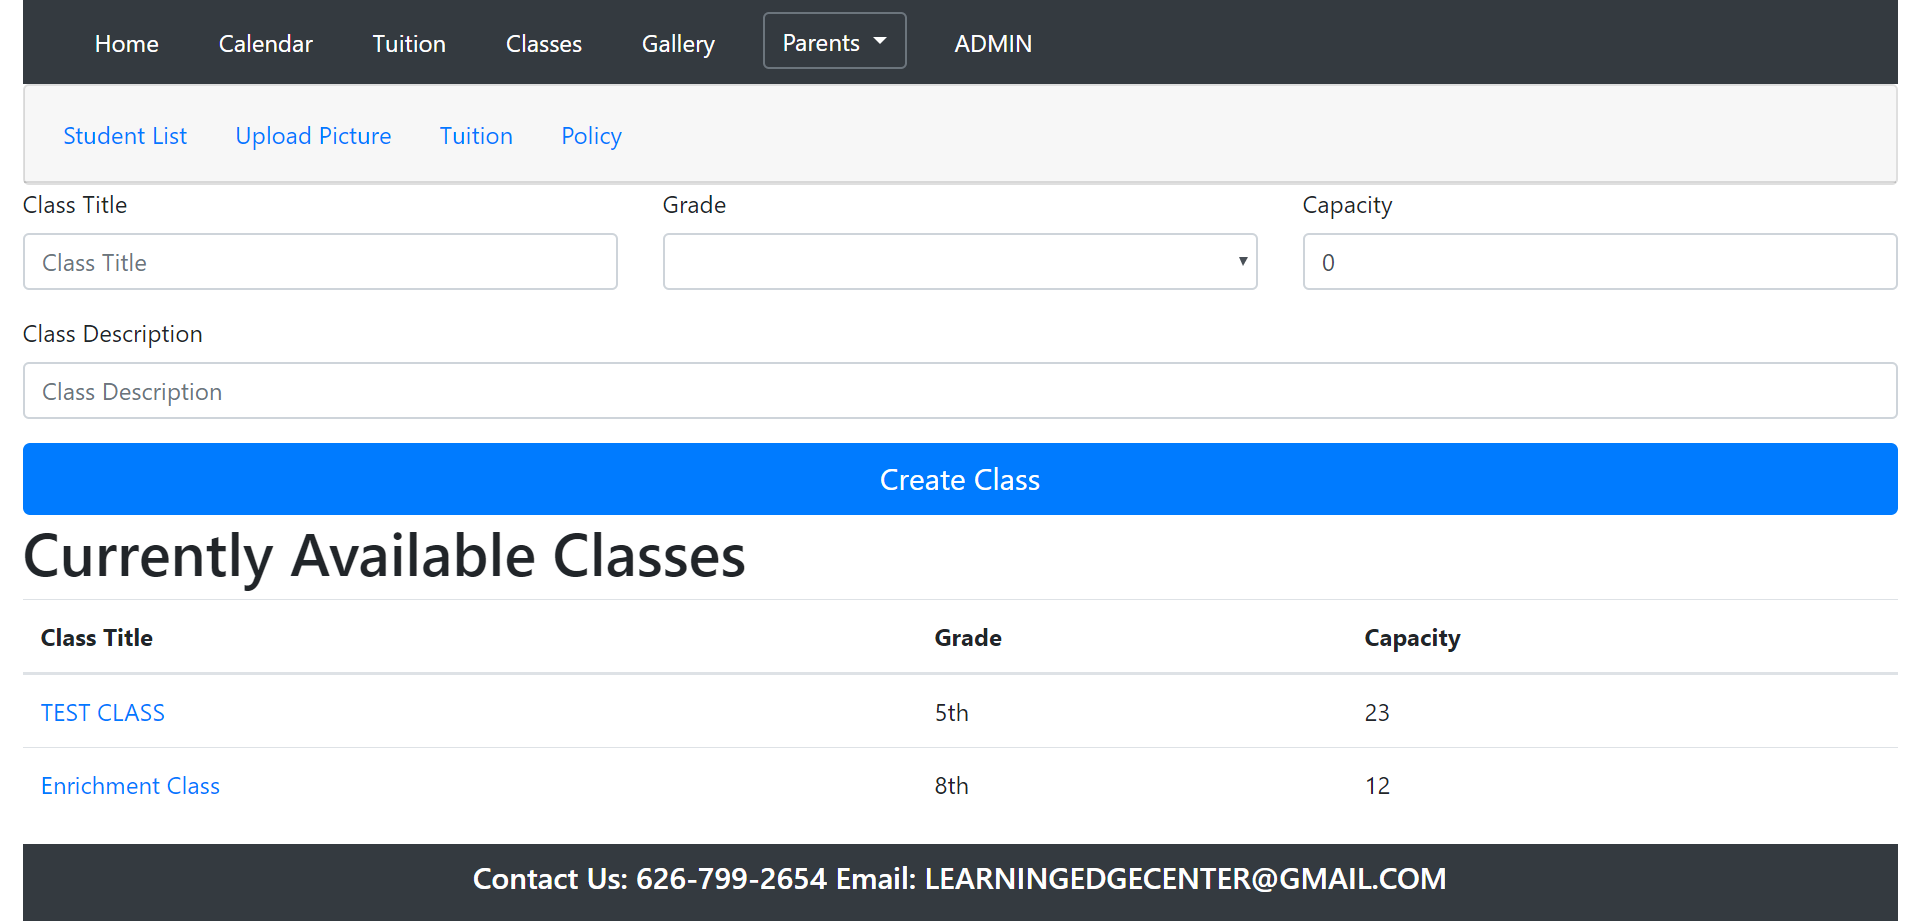 Home Calendar Tuition Classes Gallery Parents ADMIN
Student List Upload Picture Tuition Policy
Class Title Grade Capacity
Class Title 0
Class Description
Class Description
Create Class
Currently Available Classes
Class Title Grade Capacity
TEST CLASS 5th 23
Enrichment Class 8th 12
Contact Us: 626-799-2654 Email: LEARNINGEDGECENTER@GMAIL.COM